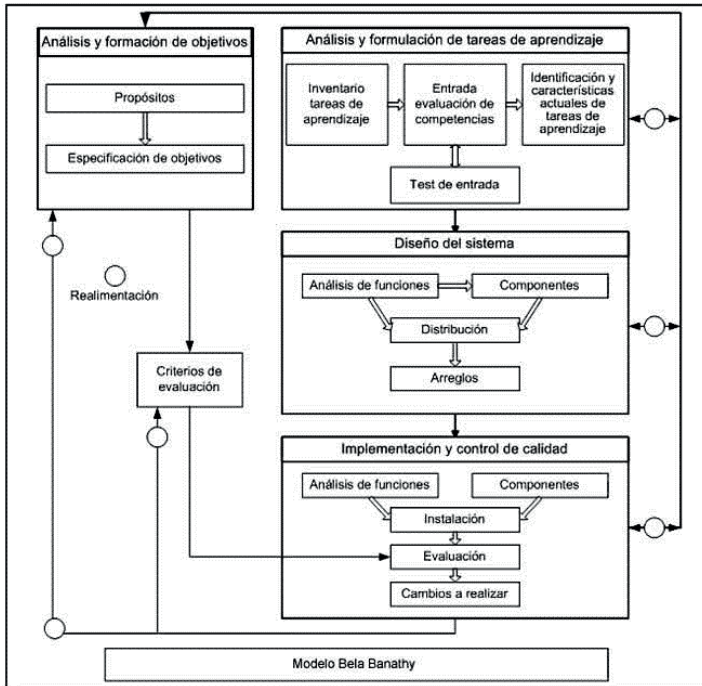 Análisis y formación de objetivos
Propósitos
Especificación de objetivos
Análisis y formulación de tareas de aprendizaje
Inventario
tareas de
aprendizaje
Entrada
evaluación de
competencias
Identificación y
características
actuales de
tareas de
aprendizaje
Test de entrada
Diseño del sistema
Análisis de funciones
Componentes
Distribución
Arreglos
Realimentación
Criterios de
evaluación
Implementación y control de calidad
Análisis de funciones
Componentes
Instalación
Evaluación
Cambios a realizar
Modelo Bela Banathy